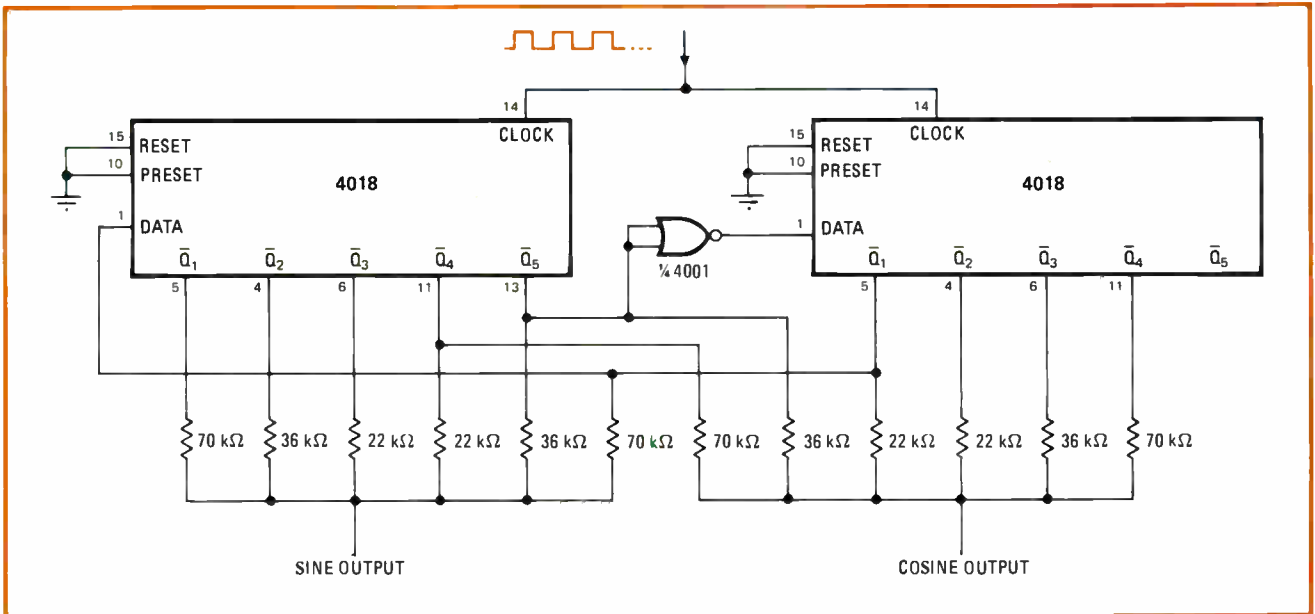 14
14
CLOCK
CLOCK
15
RESET
10
PRESET
4018
1
DATA
Q̅1 Q̅2 Q̅3 Q̅4 Q̅5
5 4 6 11 13
¼ 4001
15
RESET
10
PRESET
4018
1
DATA
Q̅1 Q̅2 Q̅3 Q̅4 Q̅5
5 4 6 11
70 kΩ 36 kΩ 22 kΩ 22 kΩ 36 kΩ 70 kΩ 70 kΩ 36 kΩ 22 kΩ 22 kΩ 36 kΩ 70 kΩ
SINE OUTPUT
COSINE OUTPUT